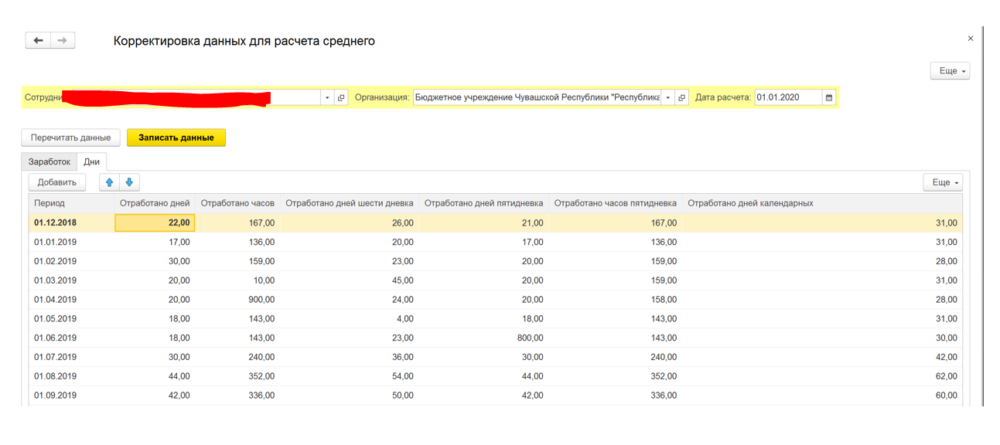 Корректировка данных для расчета среднего
Еще
Организация: Бюджетное учреждение Чувашской Республики "Республика Дата расчета: 01.01.2020
Перечитать данные Записать данные
Заработок Дни
Добавить Еще
Период Отработано дней Отработано часов Отработано дней шести дневка Отработано дней пятидневка Отработано часов пятидневка Отработано дней календарных
01.12.2018 22,00 167,00 26,00 21,00 167,00 31,00
01.01.2019 17,00 136,00 20,00 17,00 136,00 31,00
01.02.2019 30,00 159,00 23,00 20,00 159,00 28,00
01.03.2019 20,00 10,00 45,00 20,00 159,00 31,00
01.04.2019 20,00 900,00 24,00 20,00 158,00 28,00
01.05.2019 18,00 143,00 4,00 18,00 143,00 31,00
01.06.2019 18,00 143,00 23,00 800,00 143,00 30,00
01.07.2019 30,00 240,00 36,00 30,00 240,00 42,00
01.08.2019 44,00 352,00 54,00 44,00 352,00 62,00
01.09.2019 42,00 336,00 50,00 42,00 336,00 60,00